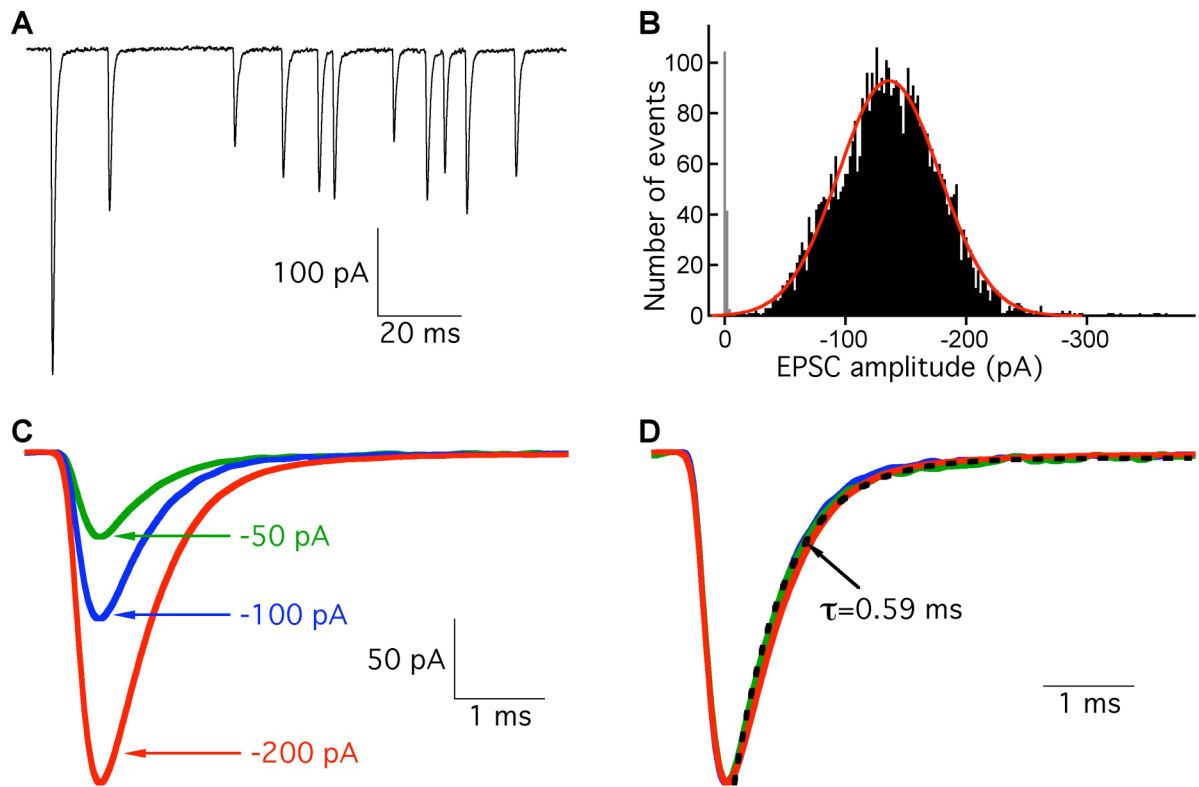 A
100 pA
20 ms
B
Number of events
100
80
60
40
20
0
0 -100 -200 -300
EPSC amplitude (pA)
C
-50 pA
-100 pA
-200 pA
50 pA
1 ms
D
τ=0.59 ms
1 ms